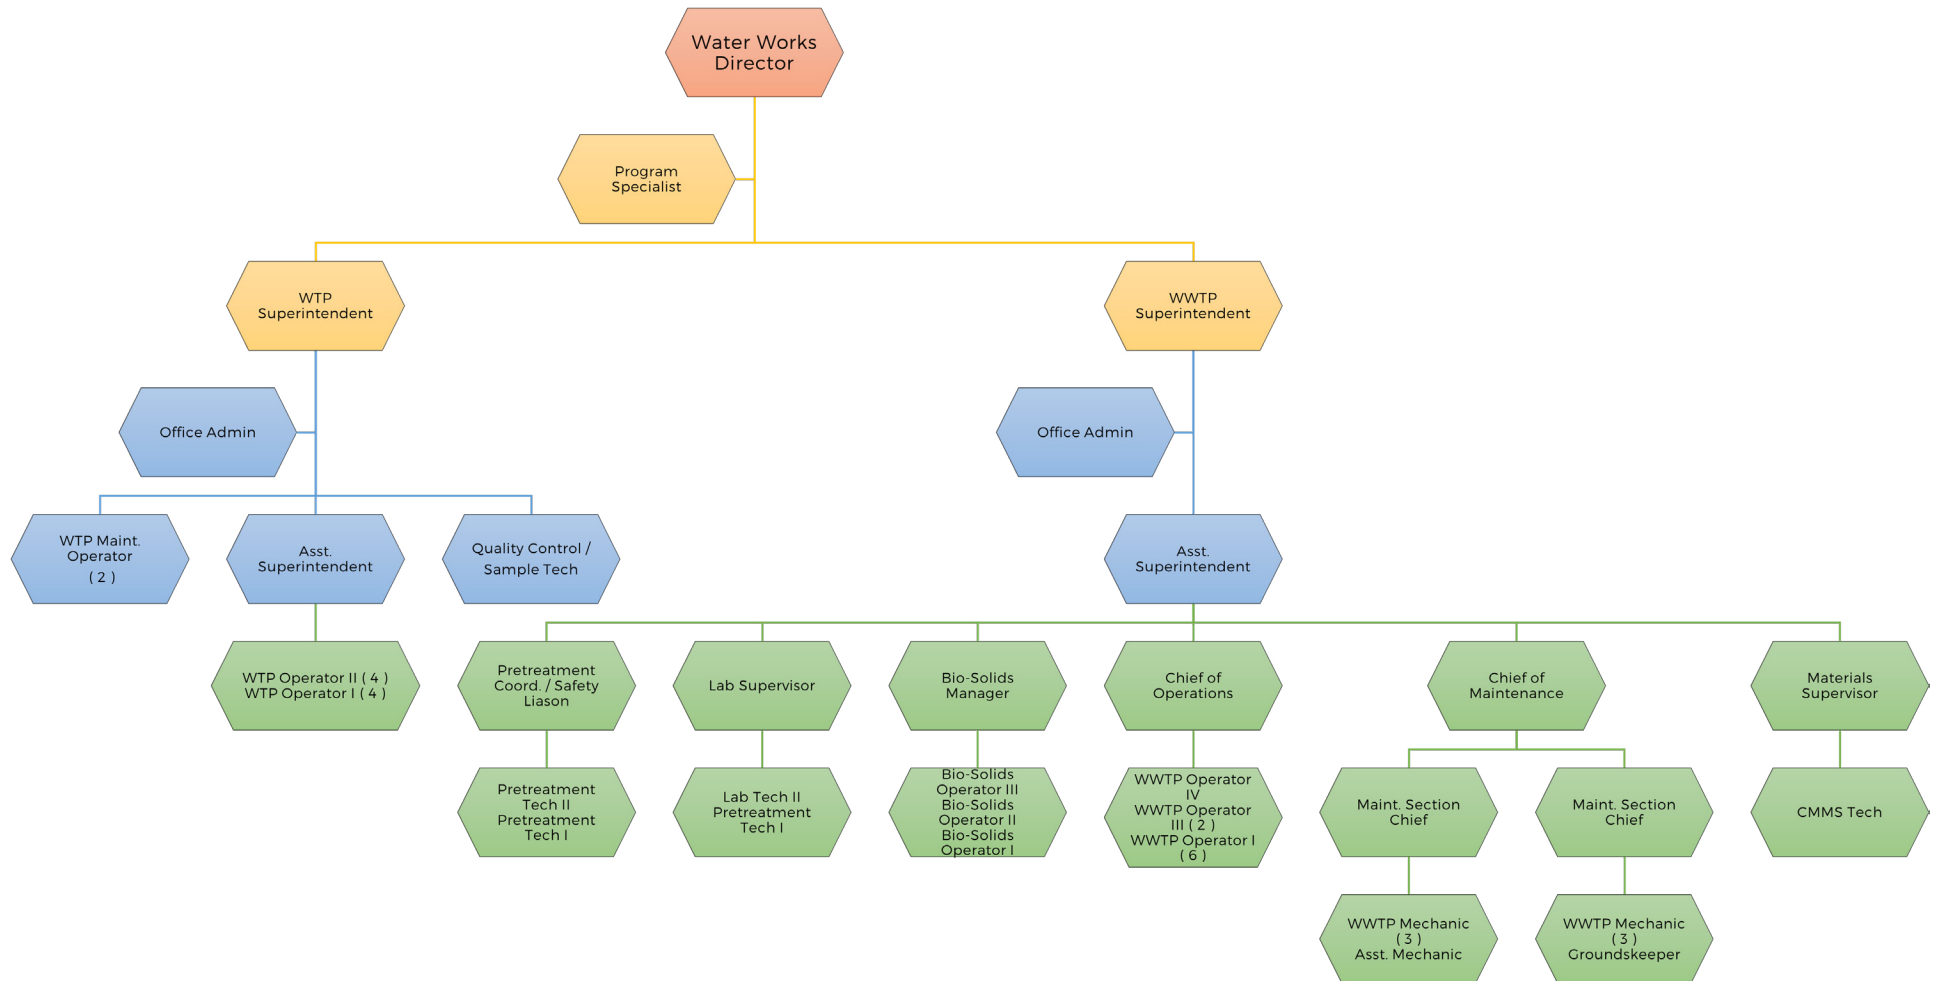 Water Works
Director
Program
Specialist
WTP
Superintendent
WWTP
Superintendent
Office Admin
Office Admin
WTP Maint.
Operator
( 2 )
Asst.
Superintendent
Quality Control /
Sample Tech
Asst.
Superintendent
WTP Operator II ( 4 )
WTP Operator I ( 4 )
Pretreatment
Coord. / Safety
Liason
Lab Supervisor
Bio-Solids
Manager
Chief of
Operations
Chief of
Maintenance
Materials
Supervisor
Pretreatment
Tech II
Pretreatment
Tech I
Lab Tech II
Pretreatment
Tech I
Bio-Solids
Operator III
Bio-Solids
Operator II
Bio-Solids
Operator I
WWTP Operator
IV
WWTP Operator
III ( 2 )
WWTP Operator I
( 6 )
Maint. Section
Chief
Maint. Section
Chief
CMMS Tech
WWTP Mechanic
( 3 )
Asst. Mechanic
WWTP Mechanic
( 3 )
Groundskeeper